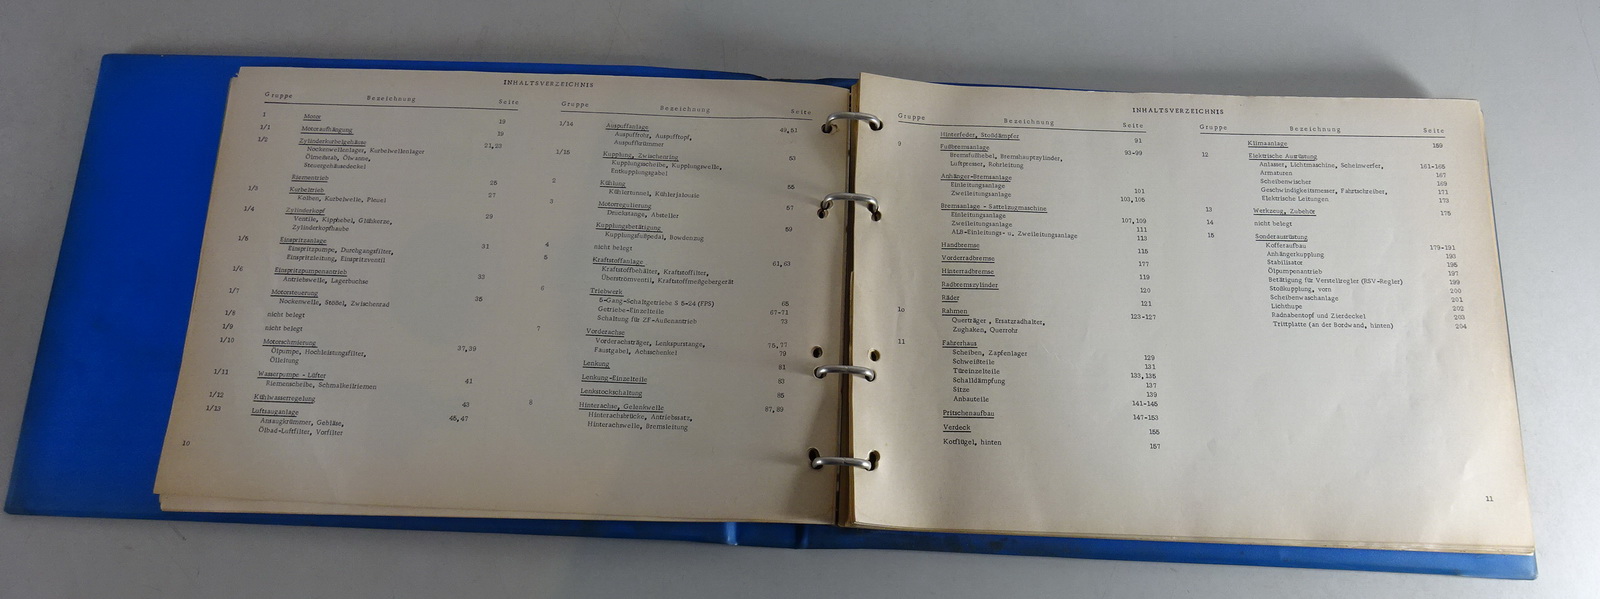 INHALTSVERZEICHNIS
Gruppe Bezeichnung Seite
1 Motor 19
1/1 Motoraufhängung 19
1/2 Zylinderkurbelgehäuse 21,23
Nockenwellenlager, Kurbelwellenlager
Ölmeßstab, Ölwanne,
Steuergehäusedeckel
Riementrieb 25
1/3 Kurbeltrieb 27
Kolben, Kurbelwelle, Pleuel
1/4 Zylinderkopf 29
Ventile, Kipphebel, Glühkerze,
Zylinderkopfhaube
1/5 Einspritzanlage 31
Einspritzpumpe, Durchgangsfilter,
Einspritzleitung, Einspritzventil
1/6 Einspritzpumpenantrieb 33
Antriebswelle, Lagerbuchse
1/7 Motorsteuerung 35
Nockenwelle, Stößel, Zwischenrad
1/8 nicht belegt
1/9 nicht belegt
1/10 Motorschmierung 37,39
Ölpumpe, Hochleistungsfilter,
Ölleitung
1/11 Wasserpumpe - Lüfter 41
Riemenscheibe, Schmalkeilriemen
1/12 Kühlwasserregelung 43
1/13 Luftsauganlage 45,47
Ansaugkrümmer, Gebläse,
Ölbad-Luftfilter, Vorfilter
10
Gruppe Bezeichnung Seite
1/14 Auspuffanlage 49,51
Auspuffrohr, Auspufftopf,
Auspuffkrümmer
1/15 Kupplung, Zwischenring 53
Kupplungsscheibe, Kupplungswelle,
Entkupplungsgabel
2 Kühlung 55
Kühlertunnel, Kühlerjalousie
3 Motorregulierung 57
Druckstange, Absteller
Kupplungsbetätigung 59
Kupplungsfußpedal, Bowdenzug
4 nicht belegt
5 Kraftstoffanlage 61,63
Kraftstoffbehälter, Kraftstoffilter,
Überstromventil, Kraftstoffmeßgebergerät
6 Triebwerk
5-Gang-Schaltgetriebe S 5-24 (FPS) 65
Getriebe-Einzelteile 67-71
Schaltung für ZF-Außenantrieb 73
7 Vorderachse
Vorderachsträger, Lenkspurstange, 75,77
Faustgabel, Achsschenkel 79
Lenkung 81
Lenkung-Einzelteile 83
Lenkstockschaltung 85
8 Hinterachse, Gelenkwelle 87,89
Hinterachsbrücke, Antriebssatz,
Hinterachswelle, Bremsleitung
INHALTSVERZEICHNIS
Gruppe Bezeichnung Seite
Hinterfeder, Stoßdämpfer 91
9 Fußbremsanlage 93-99
Bremsfußhebel, Bremshauptzylinder,
Luftpresser, Rohrleitung
Anhänger-Bremsanlage
Einleitungsanlage 101
Zweileitungsanlage 103,105
Bremsanlage - Sattelzugmaschine
Einleitungsanlage 107,109
Zweileitungsanlage 111
ALB-Einleitungs- u. Zweileitungsanlage 113
Handbremse 115
Vorderradbremse 177
Hinterradbremse 119
Radbremszylinder 120
Räder 121
10 Rahmen 123-127
Querträger, Ersatzradhalter,
Zughaken, Querrohr
11 Fahrerhaus
Scheiben, Zapfenlager 129
Schweißteile 131
Türeinzelteile 133,135
Schalldämpfung 137
Sitze 139
Anbauteile 141-145
Pritschenaufbau 147-153
Verdeck 155
Kotflügel, hinten 157
Gruppe Bezeichnung Seite
Klimaanlage 159
12 Elektrische Ausrüstung
Anlasser, Lichtmaschine, Scheinwerfer, 161-165
Armaturen 167
Scheibenwischer 169
Geschwindigkeitsmesser, Fahrtschreiber, 171
Elektrische Leitungen 173
13 Werkzeug, Zubehör 175
14 nicht belegt
15 Sonderausrüstung
Kofferaufbau 179-191
Anhängerkupplung 193
Stabilisator 195
Ölpumpenantrieb 197
Betätigung für Verstellregler (RSV-Regler) 199
Stoßkupplung, vorn 200
Scheibenwaschanlage 201
Lichthupe 202
Radnabentopf und Zierdeckel 203
Trittplatte (an der Bordwand, hinten) 204
11